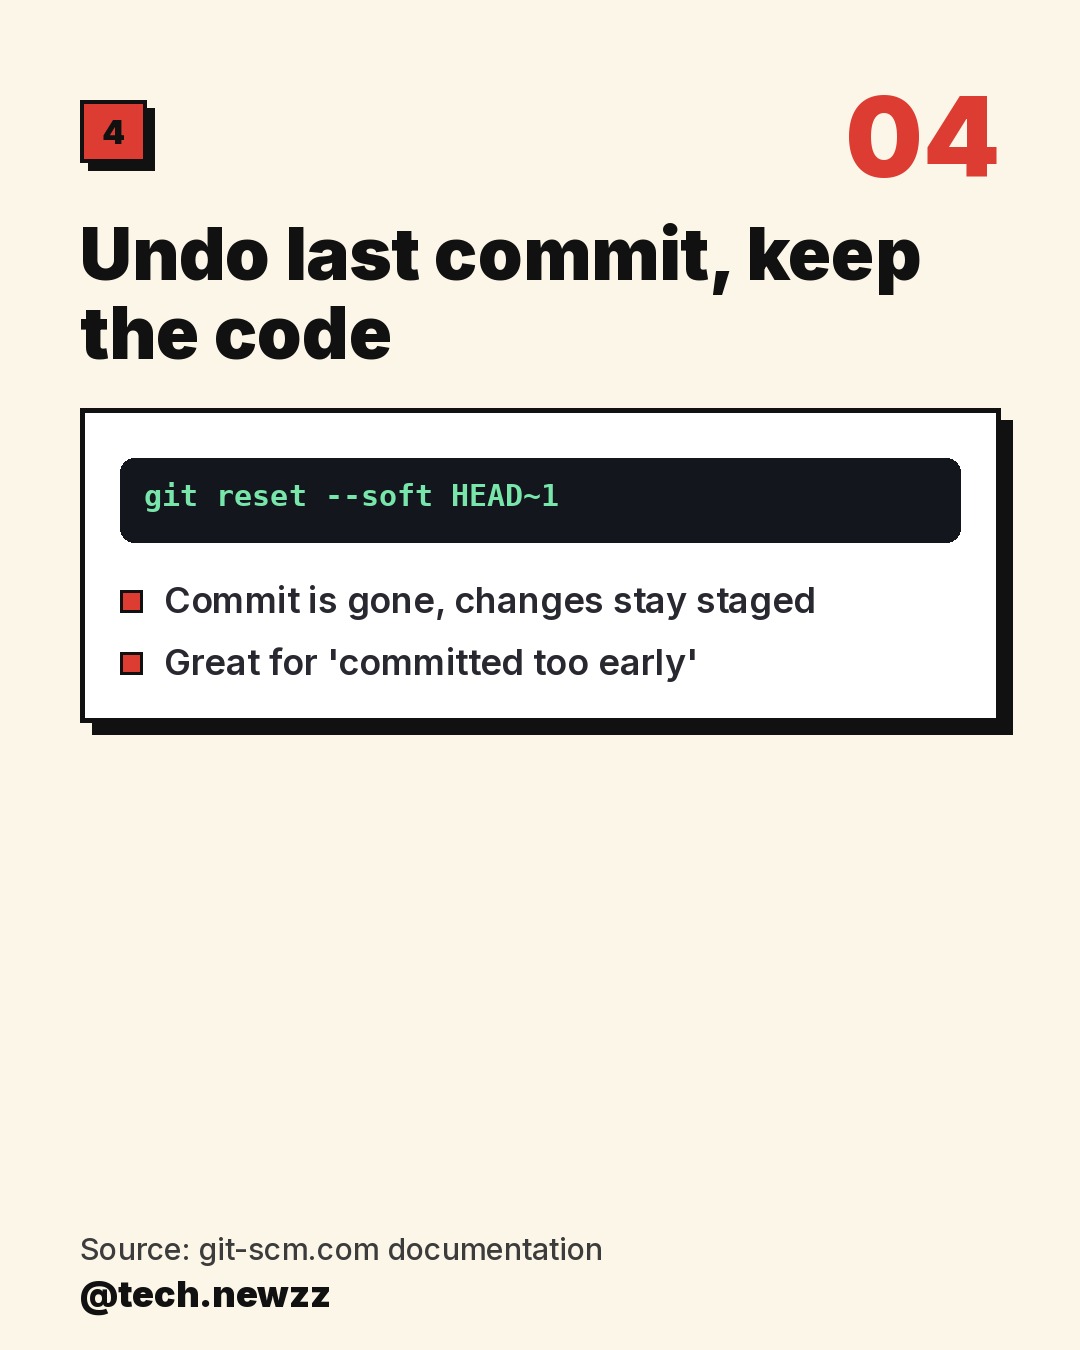 4
04
Undo last commit, keep
the code
git reset --soft HEAD~1
Commit is gone, changes stay staged
Great for 'committed too early'
Source: git-scm.com documentation
@tech.newzz